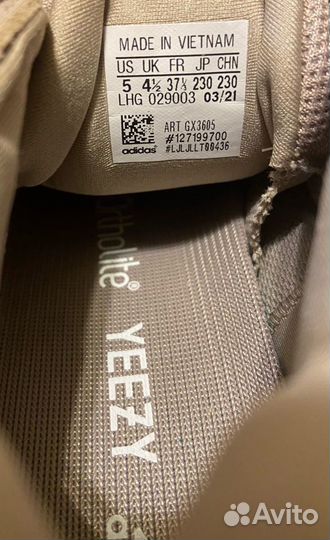 MADE IN VIETNAM
US UK FR JP CHN
5 4½ 37⅓ 230 230
LHG 029003 03/21
ART GX3605
#127199700
#LJLJLLT00436
adidas
ortholite®
YEEZY
Avito